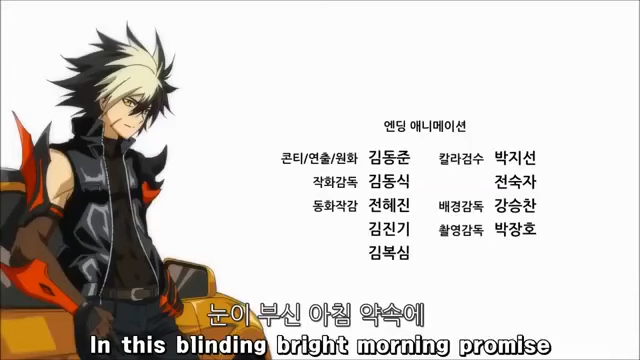 엔딩 애니메이션
콘티/연출/원화 김동준 칼라검수 박지선
작화감독 김동식 전숙자
동화작감 전혜진 배경감독 강승찬
김진기 촬영감독 박장호
김복심
눈이 부신 아침 약속에
In this blinding bright morning promise